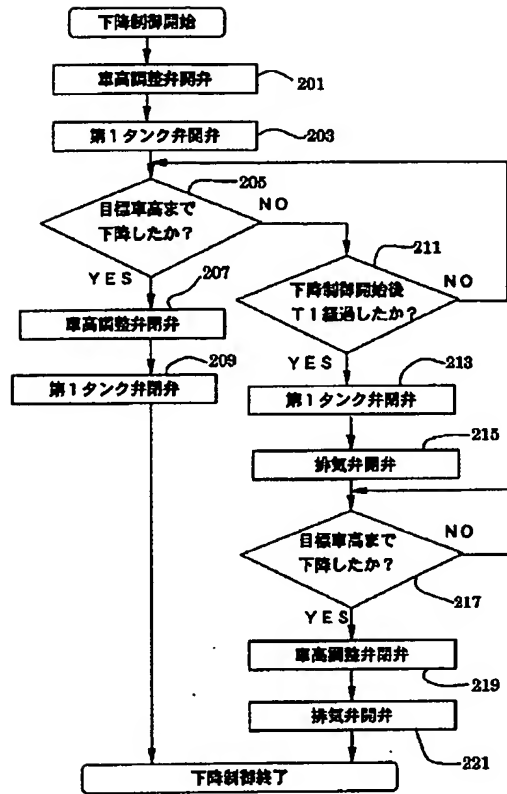 下降制御開始
車高調整弁開弁
201
第1タンク弁開弁
203
205
目標車高まで
下降したか?
NO
YES
207
車高調整弁閉弁
209
第1タンク弁閉弁
211
下降制御開始後
T1経過したか?
NO
YES
213
第1タンク弁閉弁
215
排気弁閉弁
目標車高まで
下降したか?
NO
217
YES
車高調整弁閉弁
219
排気弁開弁
221
下降制御終了